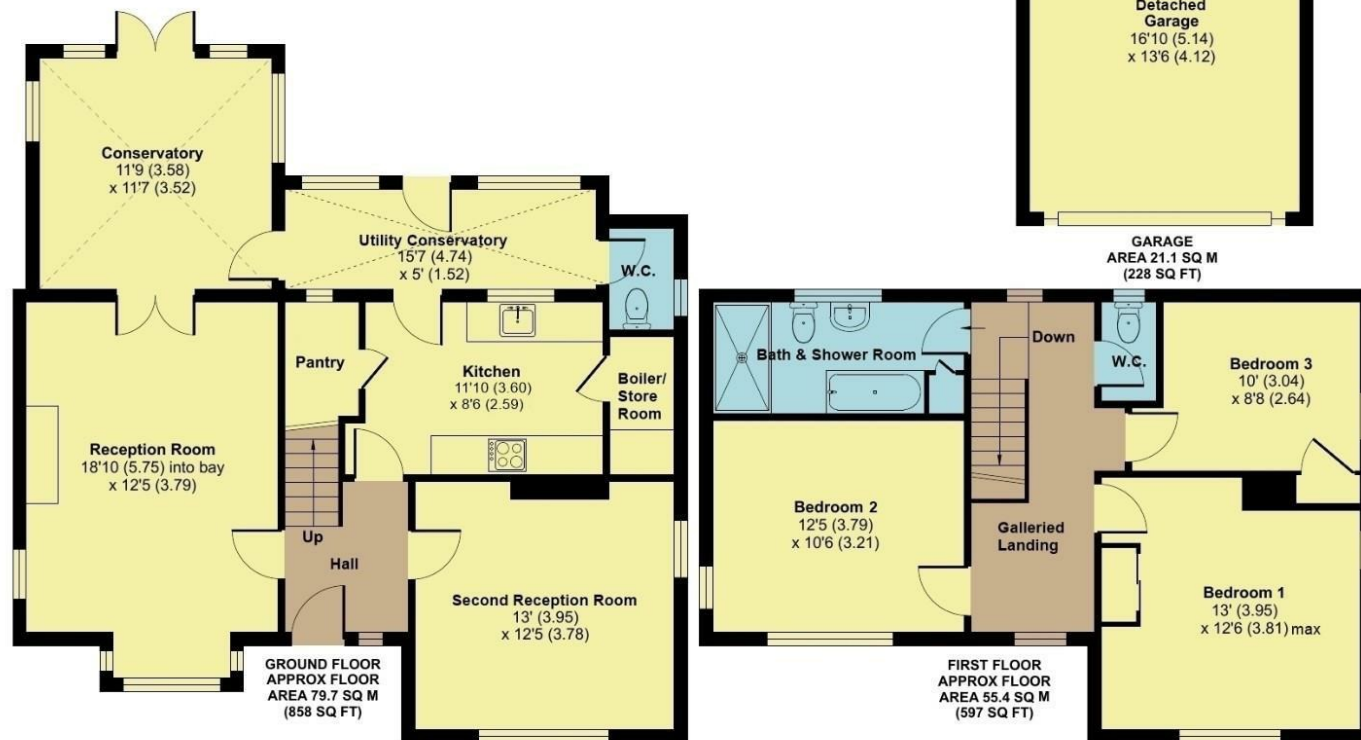 Detached
Garage
16'10 (5.14)
x 13'6 (4.12)
GARAGE
AREA 21.1 SQ M
(228 SQ FT)
Conservatory
11'9 (3.58)
x 11'7 (3.52)
Utility Conservatory
15'7 (4.74)
x 5' (1.52)
W.C.
Pantry
Kitchen
11'10 (3.60)
x 8'6 (2.59)
Boiler/
Store
Room
Reception Room
18'10 (5.75) into bay
x 12'5 (3.79)
Up
Hall
Second Reception Room
13' (3.95)
x 12'5 (3.78)
GROUND FLOOR
APPROX FLOOR
AREA 79.7 SQ M
(858 SQ FT)
Bath & Shower Room
Down
W.C.
Bedroom 3
10' (3.04)
x 8'8 (2.64)
Bedroom 2
12'5 (3.79)
x 10'6 (3.21)
Galleried
Landing
Bedroom 1
13' (3.95)
x 12'6 (3.81) max
FIRST FLOOR
APPROX FLOOR
AREA 55.4 SQ M
(597 SQ FT)